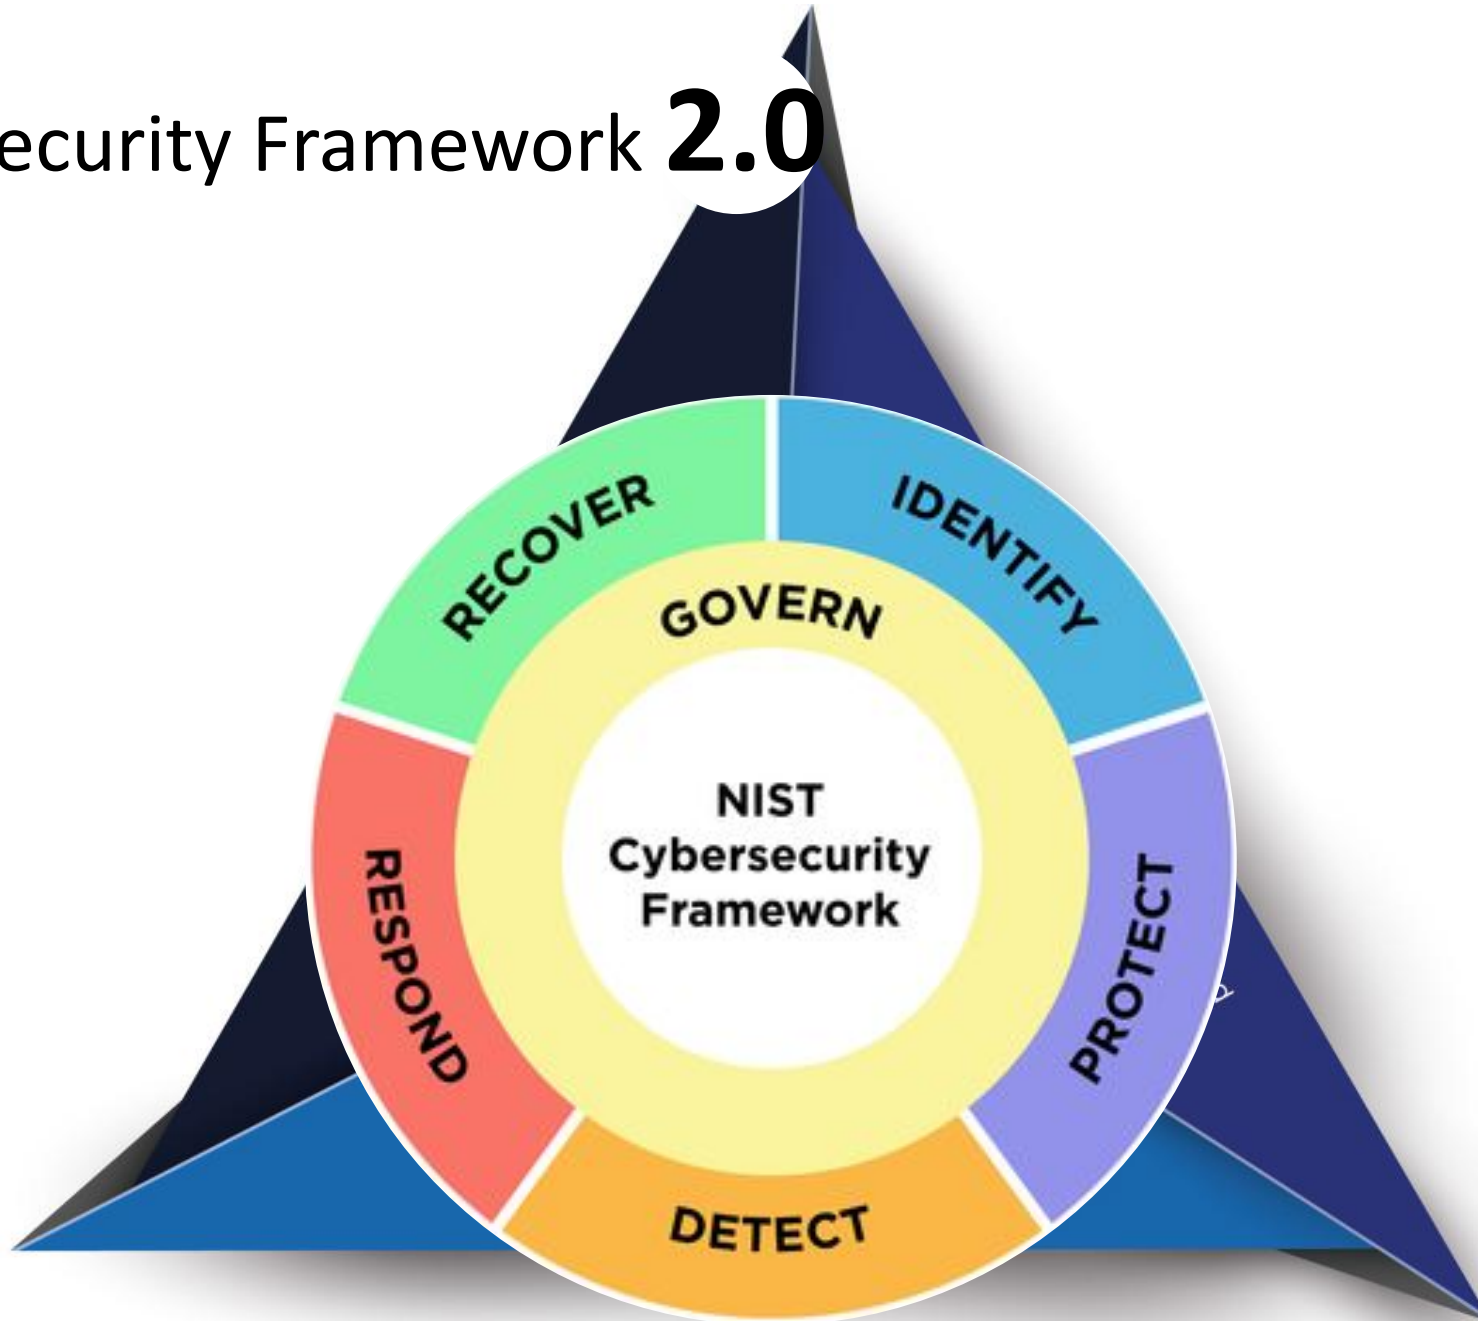 ecurity Framework 2.0
RECOVER
IDENTIFY
GOVERN
NIST
Cybersecurity
Framework
RESPOND
PROTECT
d
DETECT